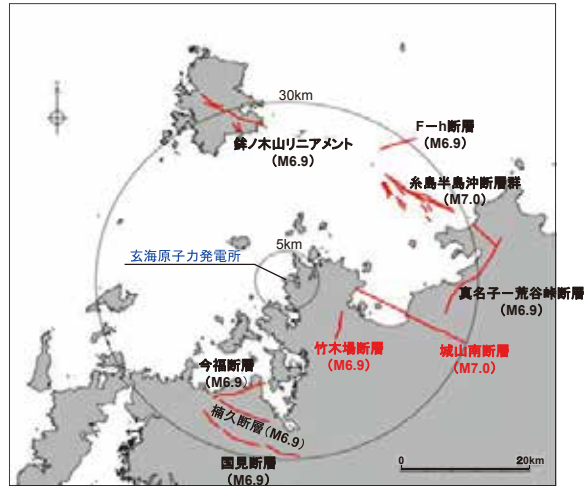 30km
F－h断層
(M6.9)
鉢ノ木山リニアメント
(M6.9)
糸島半島沖断層群
(M7.0)
5km
玄海原子力発電所
真名子－荒谷峠断層
(M6.9)
竹木場断層
(M6.9)
城山南断層
(M7.0)
今福断層
(M6.9)
楠久断層(M6.9)
国見断層
(M6.9)
0 20km